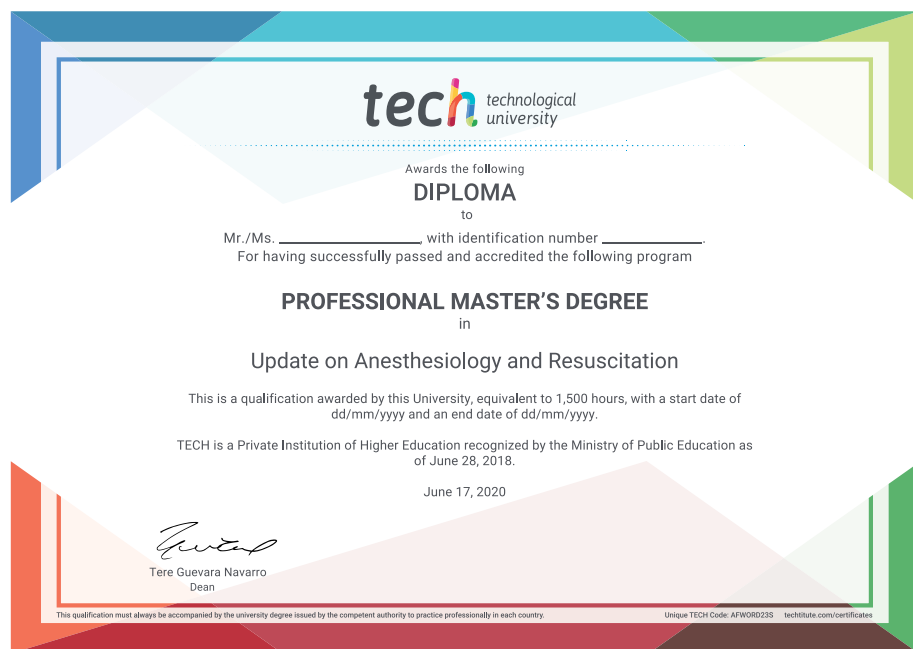 tech technological
university
Awards the following
DIPLOMA
to
Mr./Ms. ____________________, with identification number ______________.
For having successfully passed and accredited the following program
PROFESSIONAL MASTER'S DEGREE
in
Update on Anesthesiology and Resuscitation
This is a qualification awarded by this University, equivalent to 1,500 hours, with a start date of
dd/mm/yyyy and an end date of dd/mm/yyyy.
TECH is a Private Institution of Higher Education recognized by the Ministry of Public Education as
of June 28, 2018.
June 17, 2020
Tere Guevara Navarro
Dean
This qualification must always be accompanied by the university degree issued by the competent authority to practice professionally in each country. Unique TECH Code: AFWORD23S techtitute.com/certificates